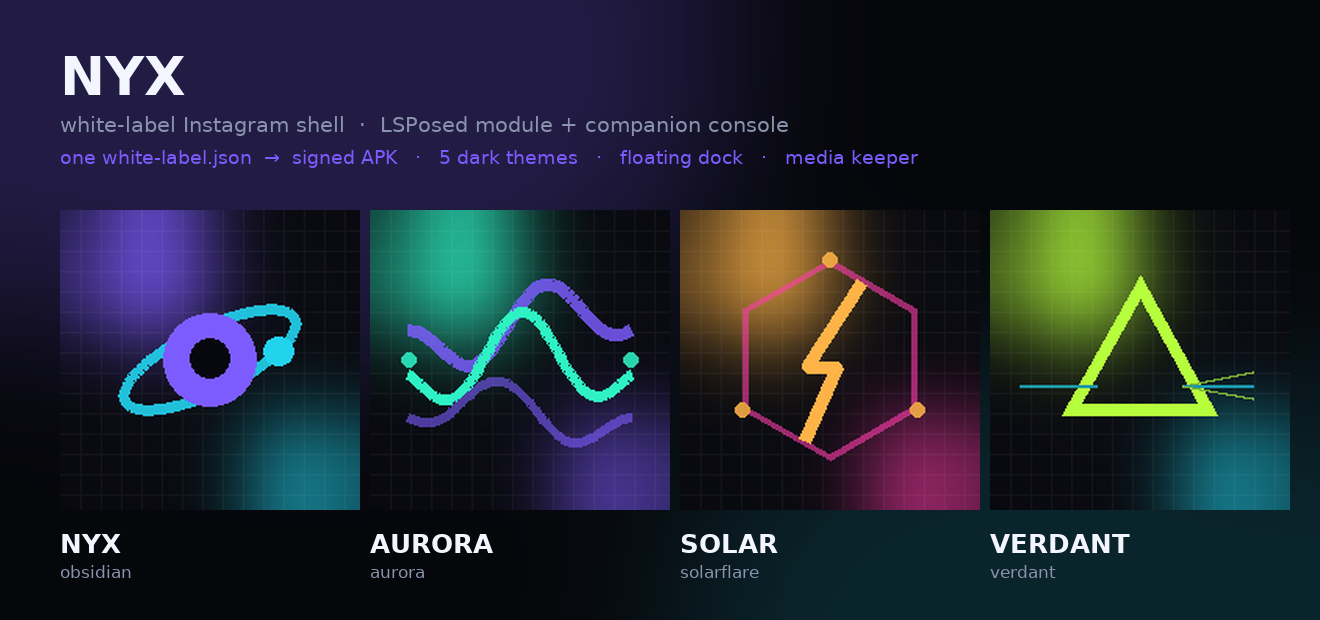 NYX
white-label Instagram shell · LSPosed module + companion console
one white-label.json → signed APK · 5 dark themes · floating dock · media keeper
NYX
obsidian
AURORA
aurora
SOLAR
solarflare
VERDANT
verdant